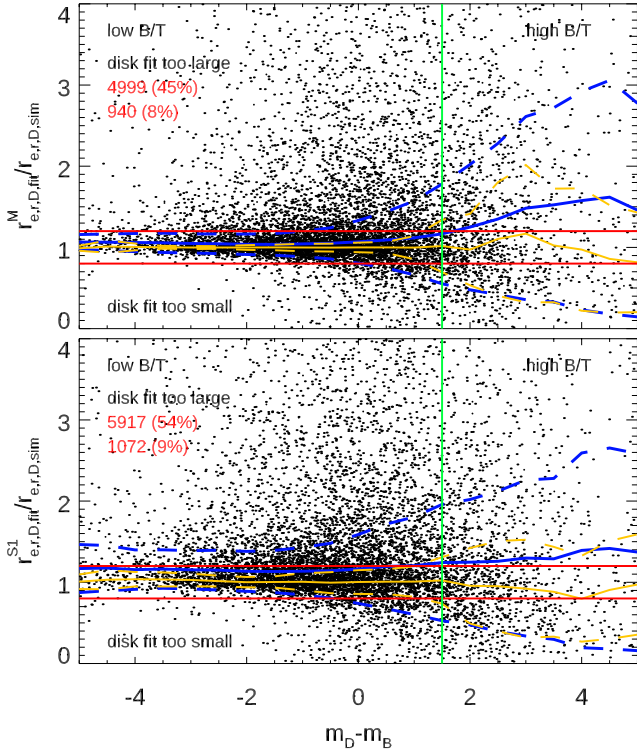 4
3
2
1
0
low B/T
high B/T
disk fit too large
4999 (45%)
940 (8%)
disk fit too small
r^M_e,r,D,fit/r_e,r,D,sim
4
3
2
1
0
low B/T
high B/T
disk fit too large
5917 (54%)
1072 (9%)
disk fit too small
r^S1_e,r,D,fit/r_e,r,D,sim
-4
-2
0
2
4
m_D-m_B